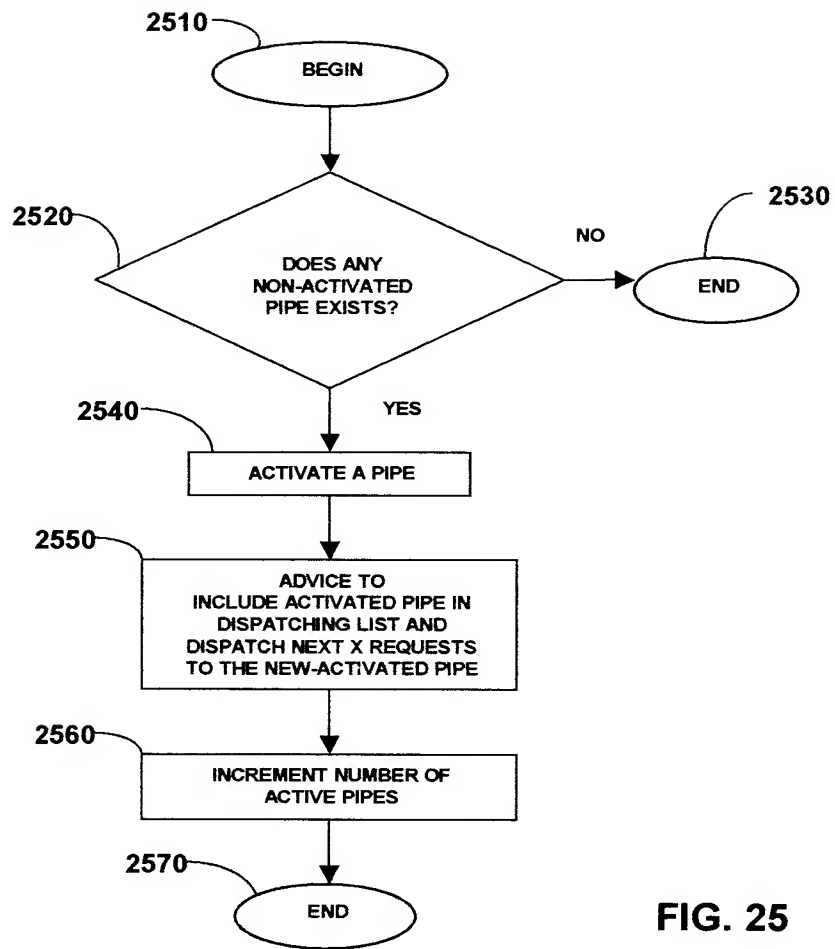 2510
BEGIN
2520
DOES ANY
NON-ACTIVATED
PIPE EXISTS?
NO
2530
END
YES
2540
ACTIVATE A PIPE
2550
ADVICE TO
INCLUDE ACTIVATED PIPE IN
DISPATCHING LIST AND
DISPATCH NEXT X REQUESTS
TO THE NEW-ACTIVATED PIPE
2560
INCREMENT NUMBER OF
ACTIVE PIPES
2570
END
FIG. 25